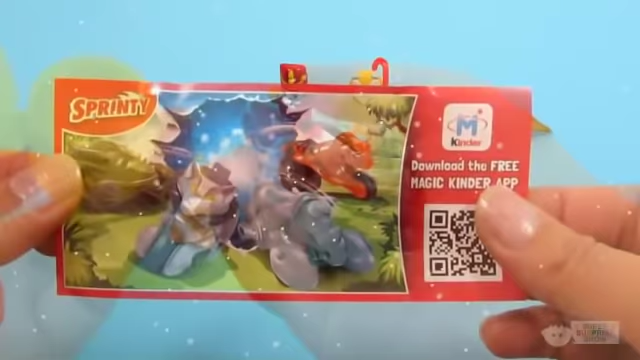 SPRINTY
M
Kinder
Download the FREE
MAGIC KINDER APP